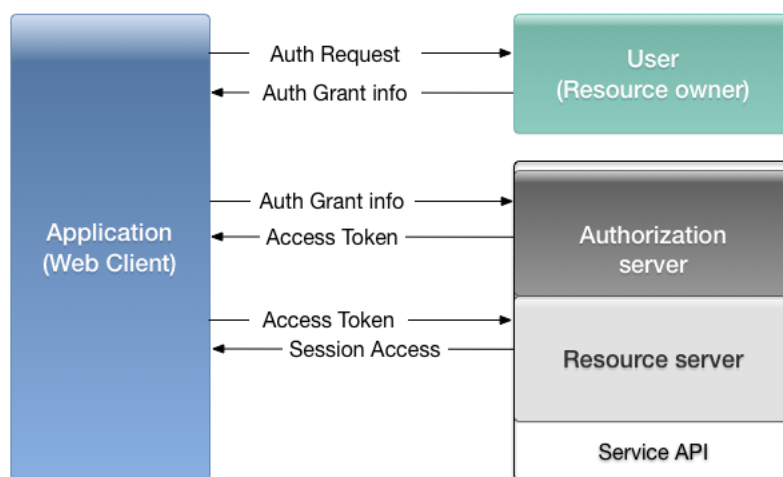 Auth Request
Auth Grant info
User
(Resource owner)
Application
(Web Client)
Auth Grant info
Access Token
Authorization
server
Access Token
Session Access
Resource server
Service API